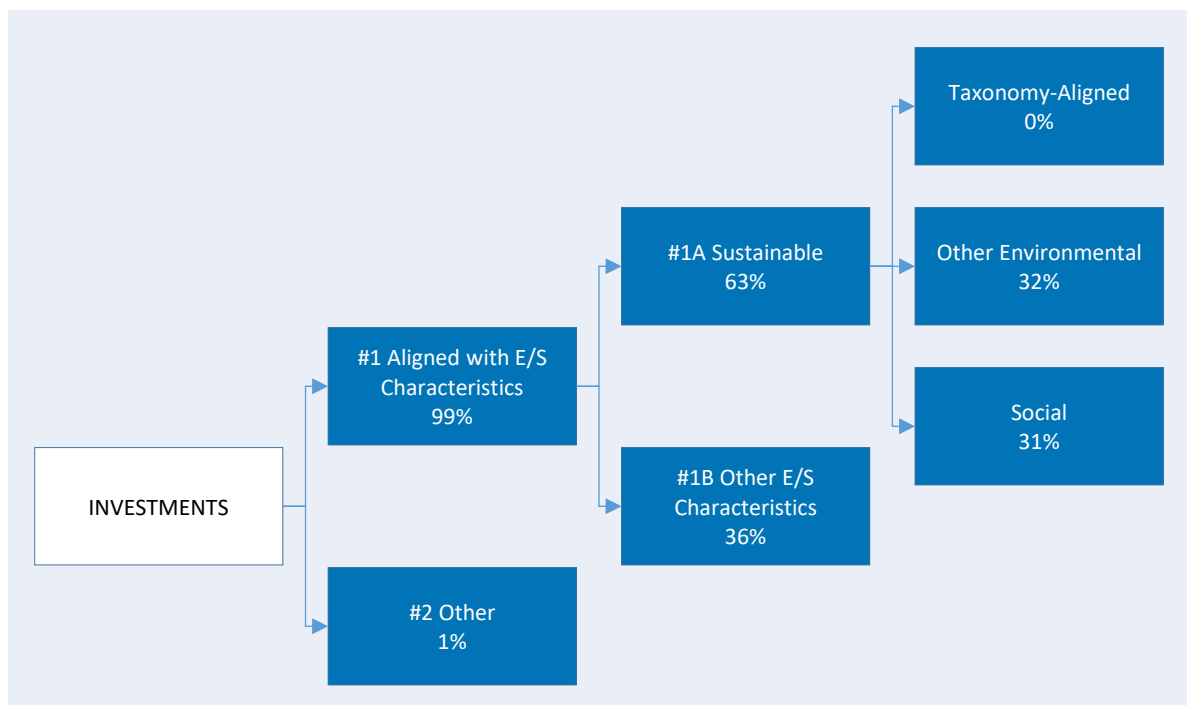 INVESTMENTS
#1 Aligned with E/S
Characteristics
99%
#2 Other
1%
#1A Sustainable
63%
#1B Other E/S
Characteristics
36%
Taxonomy-Aligned
0%
Other Environmental
32%
Social
31%